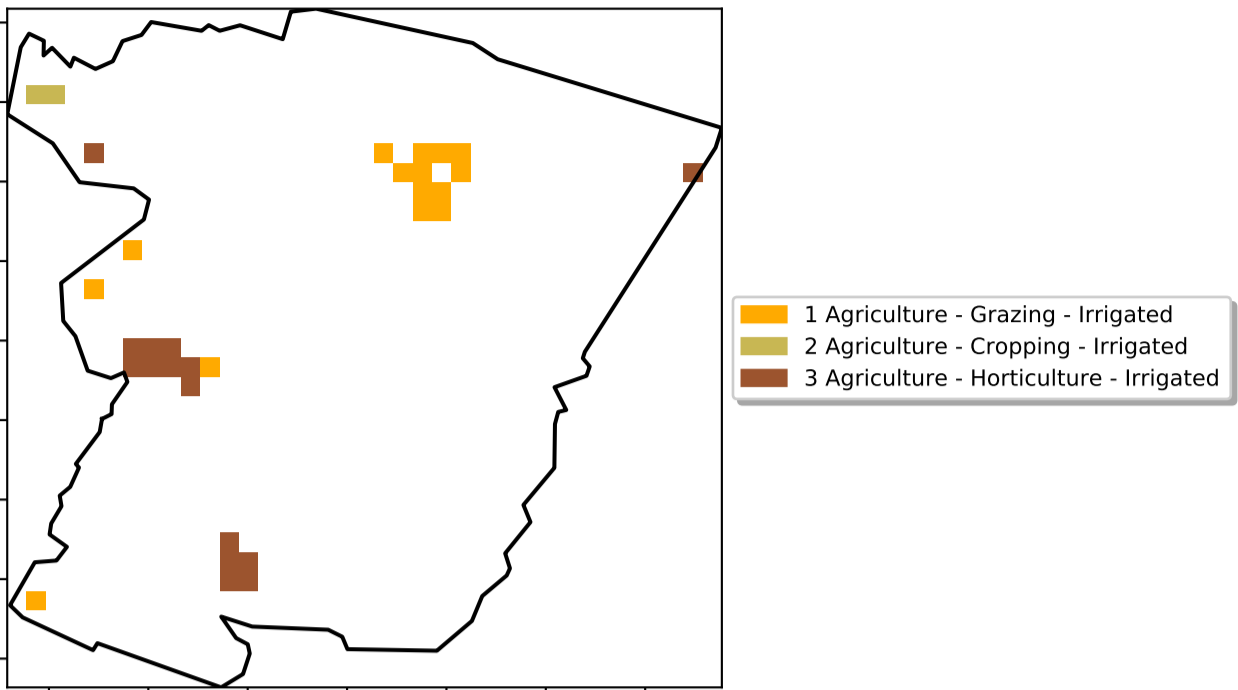 1 Agriculture - Grazing - Irrigated
2 Agriculture - Cropping - Irrigated
3 Agriculture - Horticulture - Irrigated